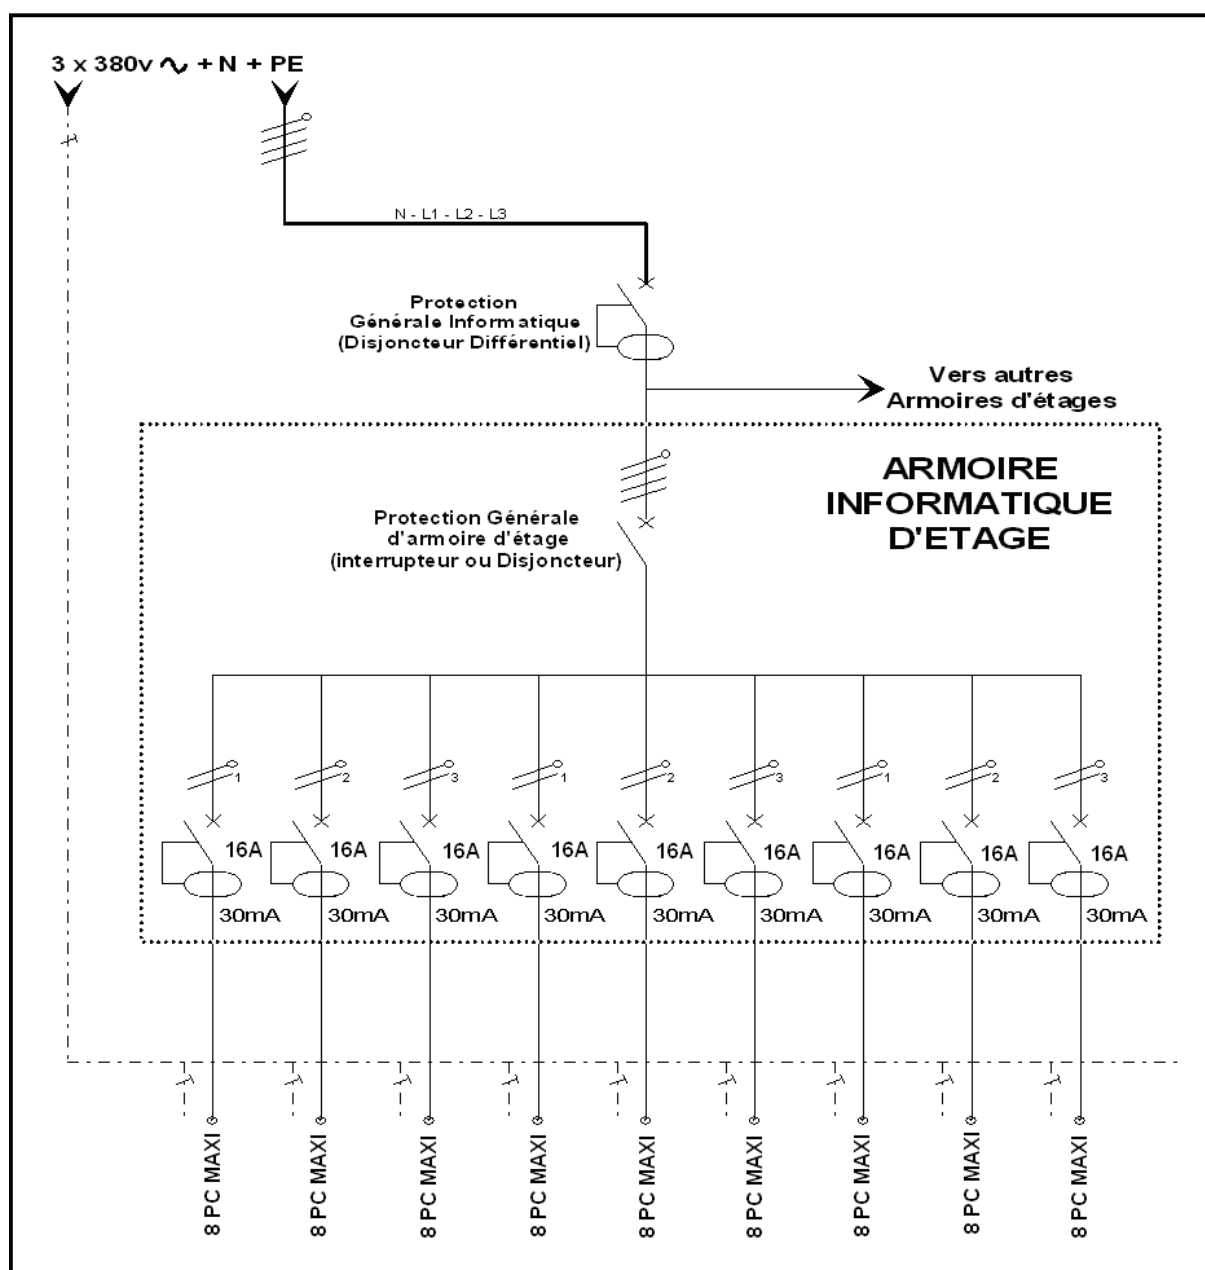 3 x 380v ∿ + N + PE
N - L1 - L2 - L3
Protection
Générale Informatique
(Disjoncteur Différentiel)
Vers autres
Armoires d'étages
ARMOIRE
INFORMATIQUE
D'ETAGE
Protection Générale
d'armoire d'étage
(interrupteur ou Disjoncteur)
1 2 3 1 2 3 1 2 3
16A 16A 16A 16A 16A 16A 16A 16A 16A
30mA 30mA 30mA 30mA 30mA 30mA 30mA 30mA 30mA
8 PC MAXI
8 PC MAXI
8 PC MAXI
8 PC MAXI
8 PC MAXI
8 PC MAXI
8 PC MAXI
8 PC MAXI
8 PC MAXI